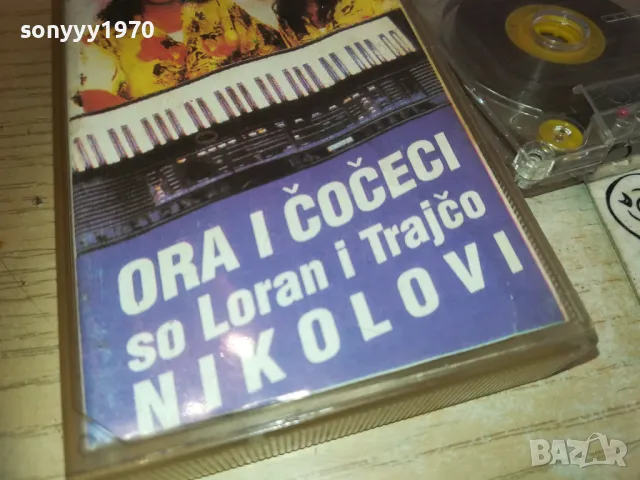 sonyyy1970
ORA I ČOČECI
so Loran i Trajčo
NIKOLOVI
BAZAR